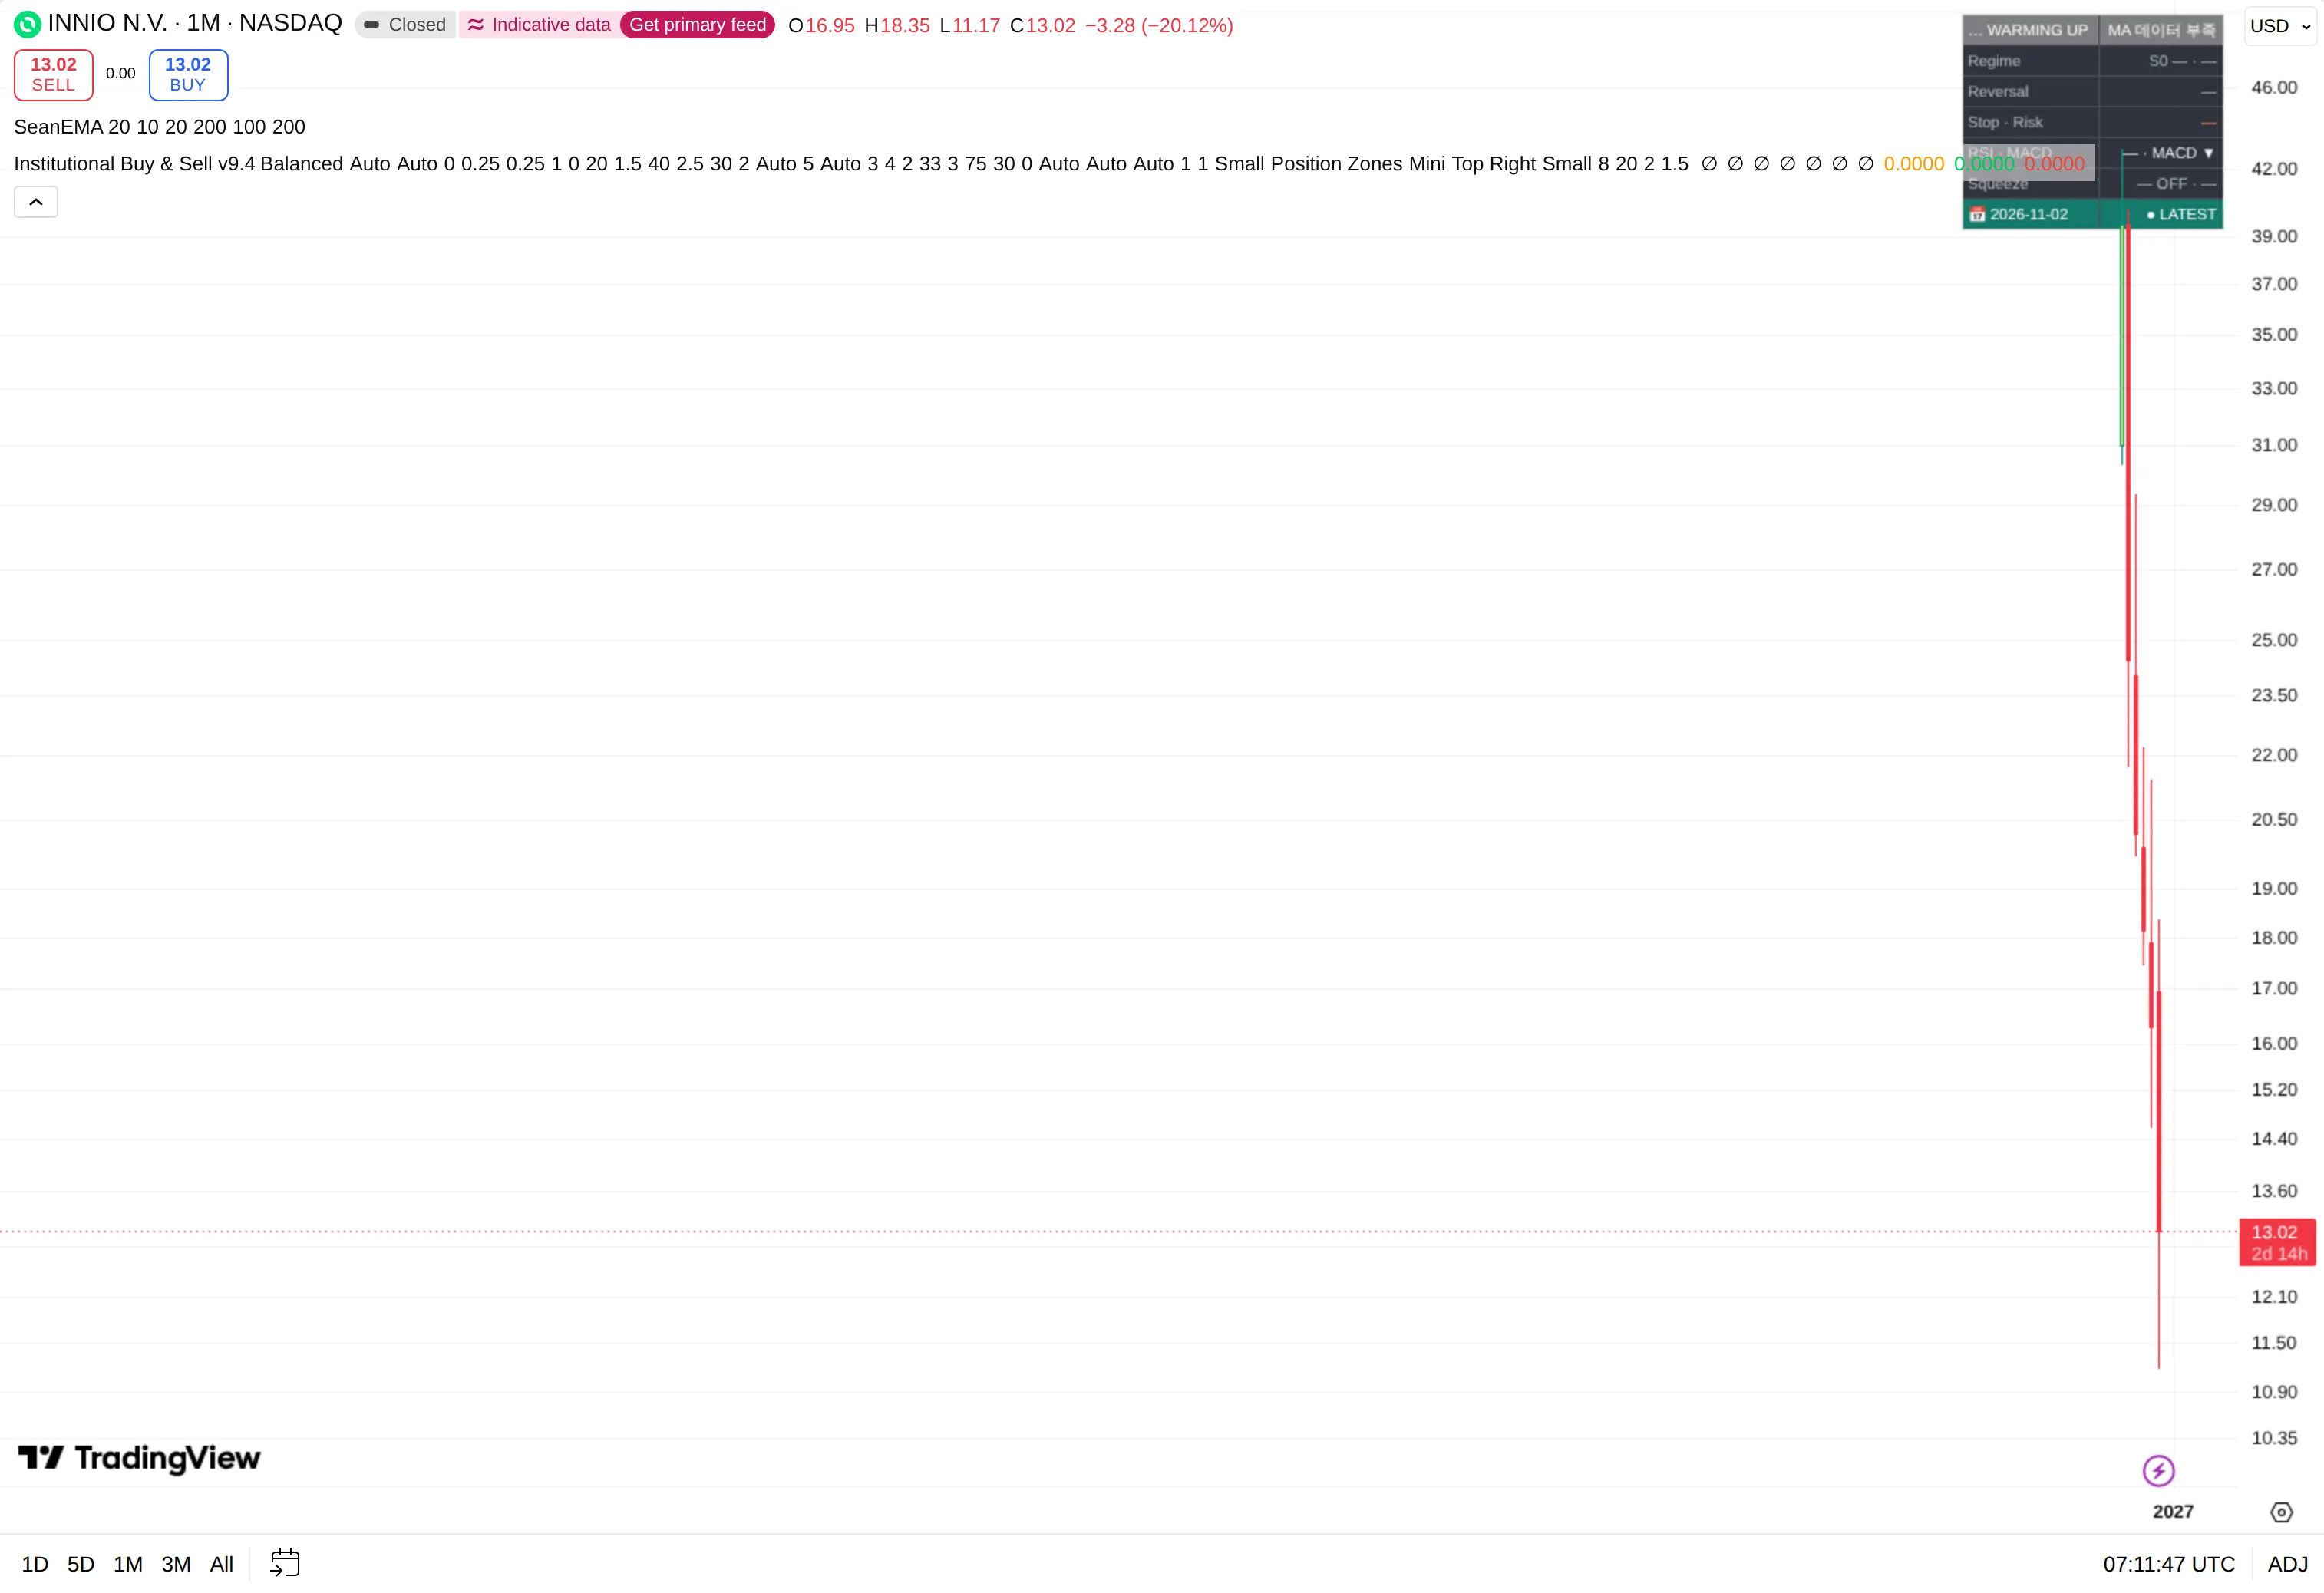 INNIO N.V. · 1M · NASDAQ Closed Indicative data Get primary feed O16.95 H18.35 L11.17 C13.02 −3.28 (−20.12%)
13.02 SELL 0.00 13.02 BUY
SeanEMA 20 10 20 200 100 200
Institutional Buy & Sell v9.4 Balanced Auto Auto 0 0.25 0.25 1 0 20 1.5 40 2.5 30 2 Auto 5 Auto 3 4 2 33 3 75 30 0 Auto Auto Auto 1 1 Small Position Zones Mini Top Right Small 8 20 2 1.5 ∅ ∅ ∅ ∅ ∅ ∅ ∅ 0.0000 0.0000 0.0000
... WARMING UP MA 데이터 부족
Regime S0 — · —
Reversal —
Stop · Risk —
RSI · MACD — · MACD ▼
Squeeze — OFF · —
2026-11-02 ● LATEST
USD
46.00
42.00
39.00
37.00
35.00
33.00
31.00
29.00
27.00
25.00
23.50
22.00
20.50
19.00
18.00
17.00
16.00
15.20
14.40
13.60
13.02
2d 14h
12.10
11.50
10.90
10.35
TradingView
2027
1D 5D 1M 3M All
07:11:47 UTC ADJ